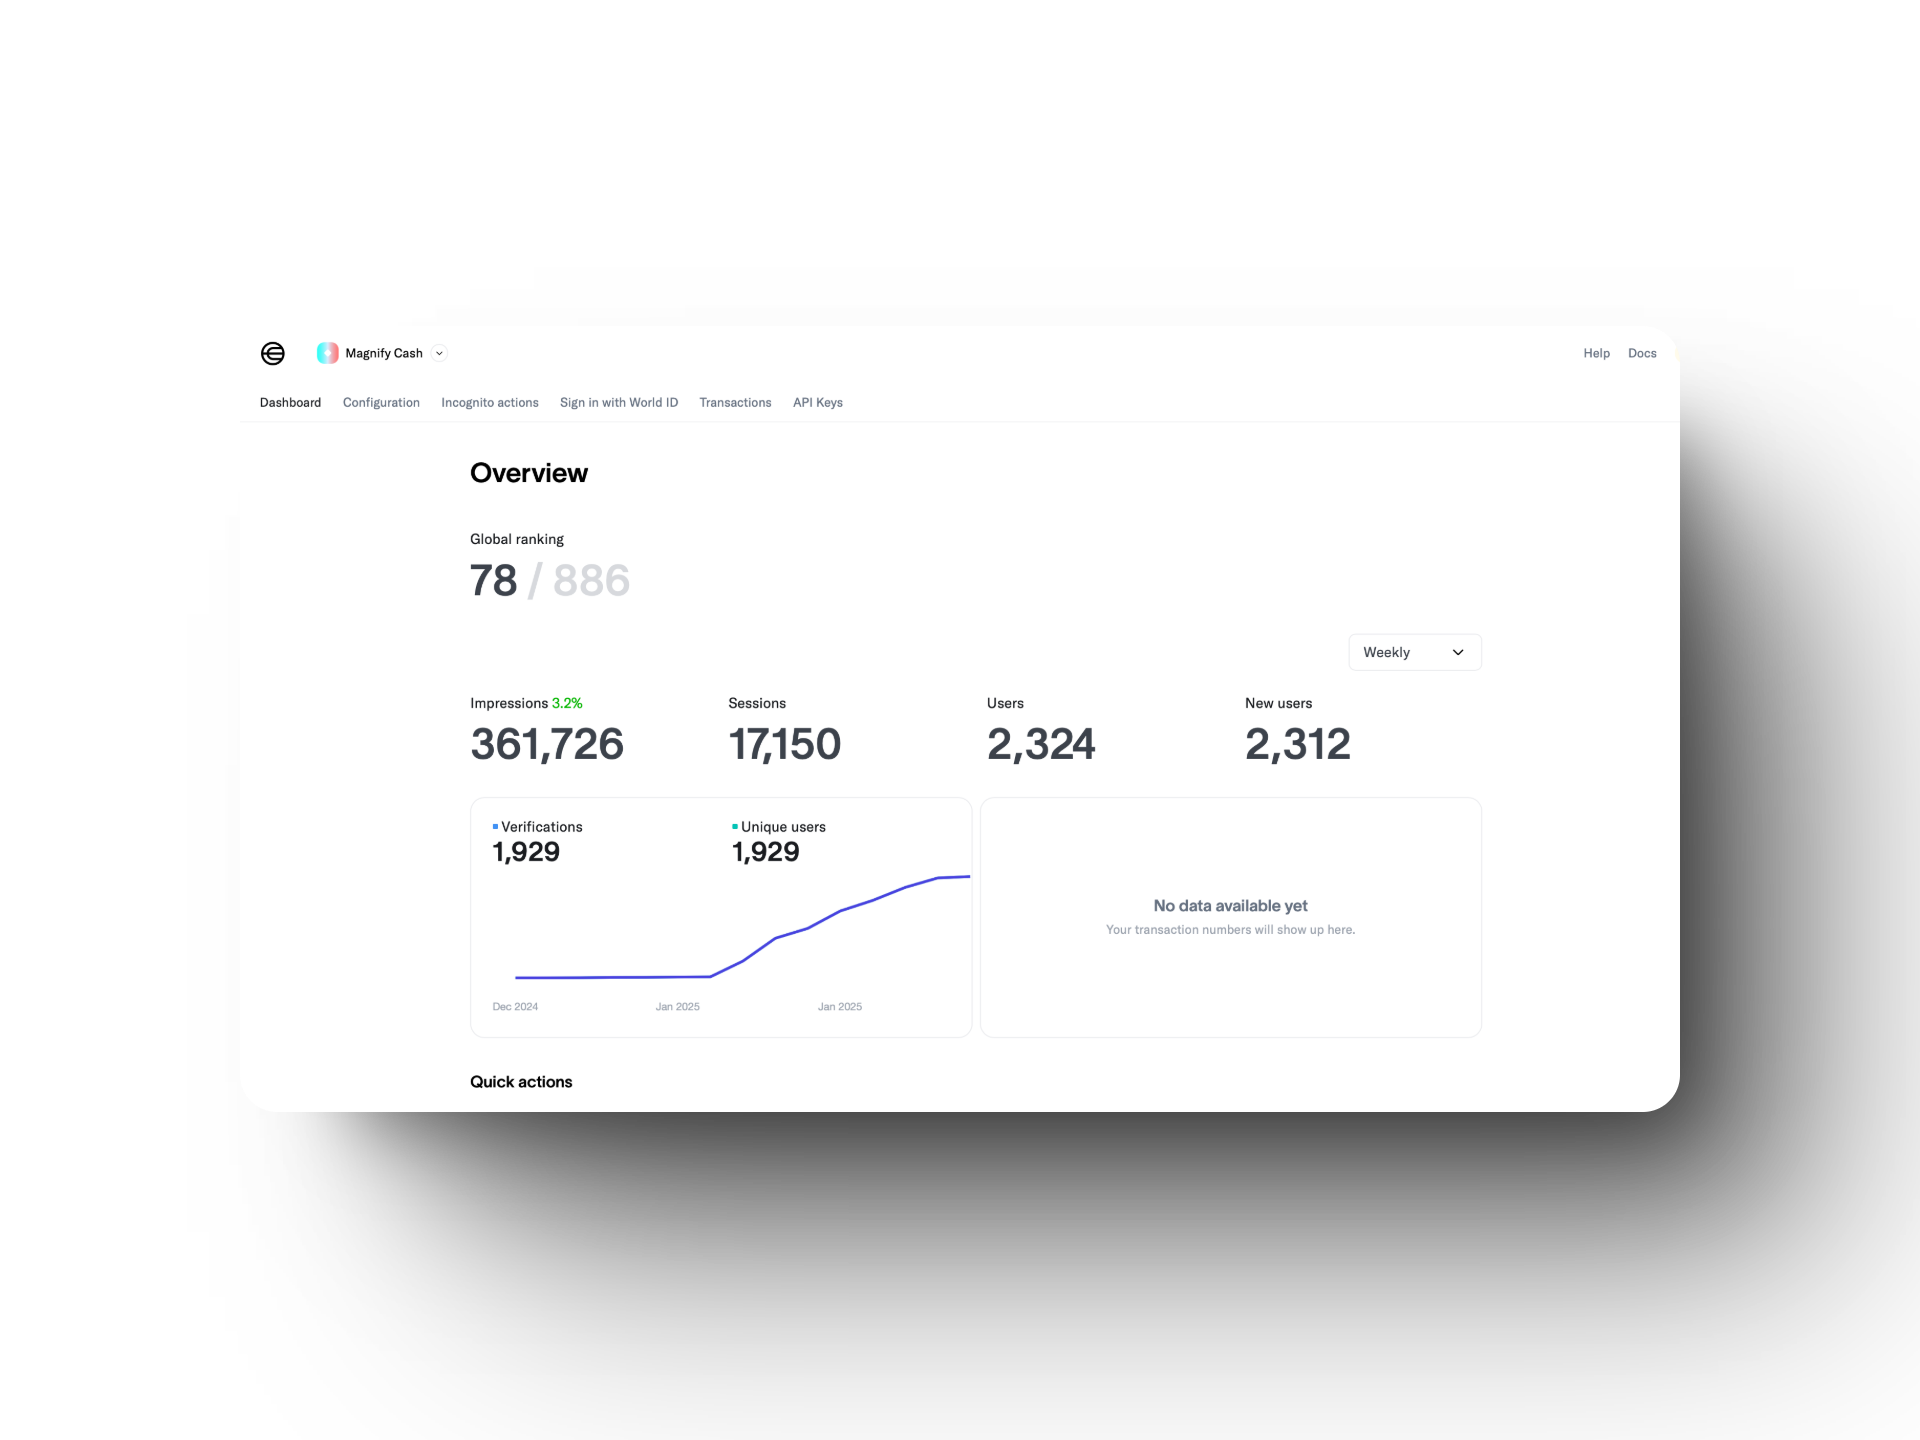 Magnify Cash
Help Docs
Dashboard Configuration Incognito actions Sign in with World ID Transactions API Keys
Overview
Global ranking
78 / 886
Weekly
Impressions 3.2% Sessions Users New users
361,726 17,150 2,324 2,312
Verifications Unique users
1,929 1,929
Dec 2024 Jan 2025 Jan 2025
No data available yet
Your transaction numbers will show up here.
Quick actions